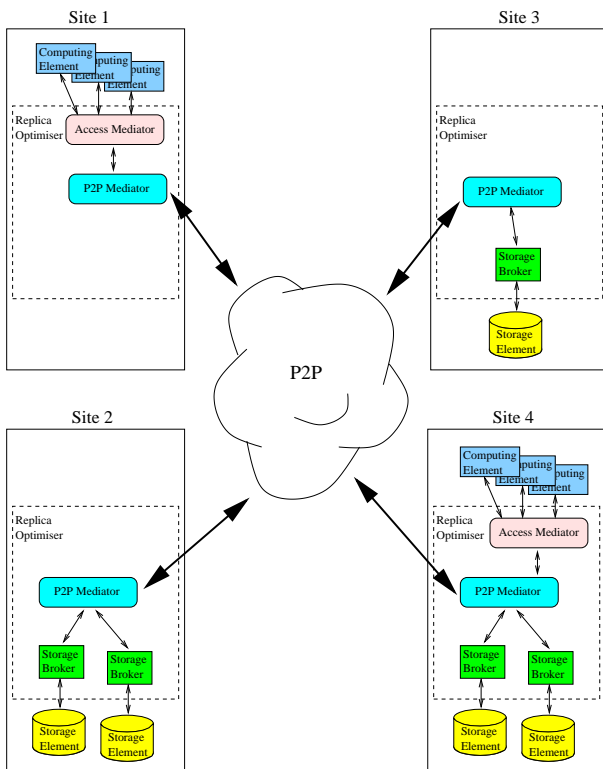 Site 1
Computing
Element
Computing
Element
Computing
Element
Replica
Optimiser
Access Mediator
P2P Mediator
Site 3
Replica
Optimiser
P2P Mediator
Storage
Broker
Storage
Element
P2P
Site 2
Replica
Optimiser
P2P Mediator
Storage
Broker
Storage
Broker
Storage
Element
Storage
Element
Site 4
Computing
Element
Computing
Element
Computing
Element
Replica
Optimiser
Access Mediator
P2P Mediator
Storage
Broker
Storage
Broker
Storage
Element
Storage
Element